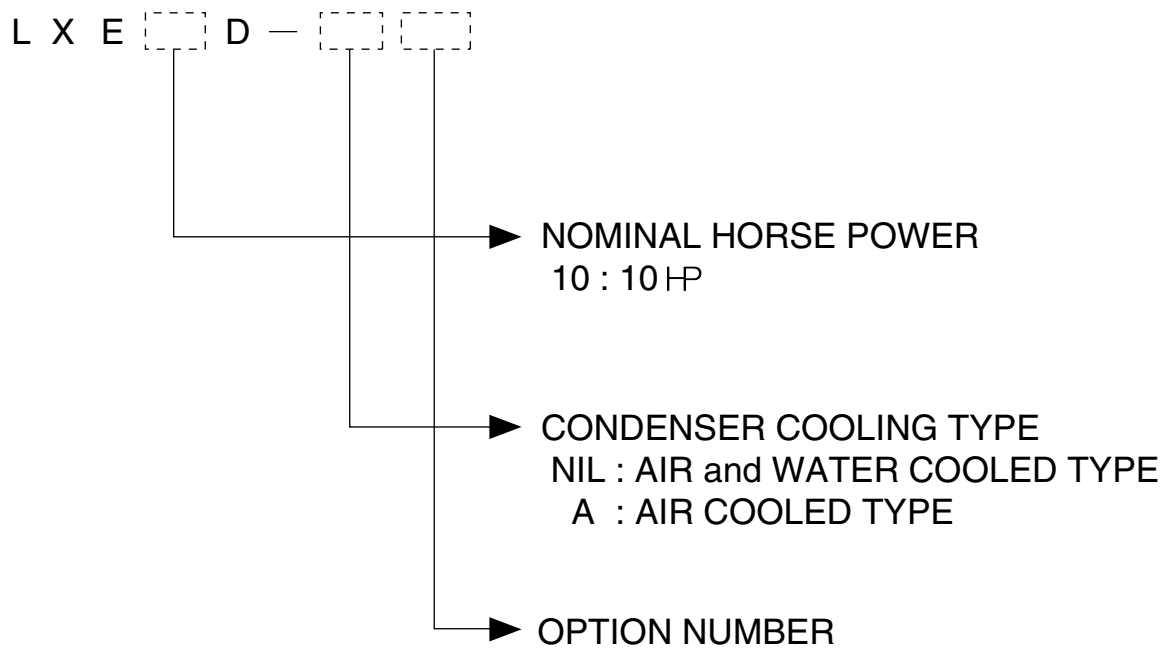 L X E D —
NOMINAL HORSE POWER
10 : 10 HP
CONDENSER COOLING TYPE
NIL : AIR and WATER COOLED TYPE
A : AIR COOLED TYPE
OPTION NUMBER